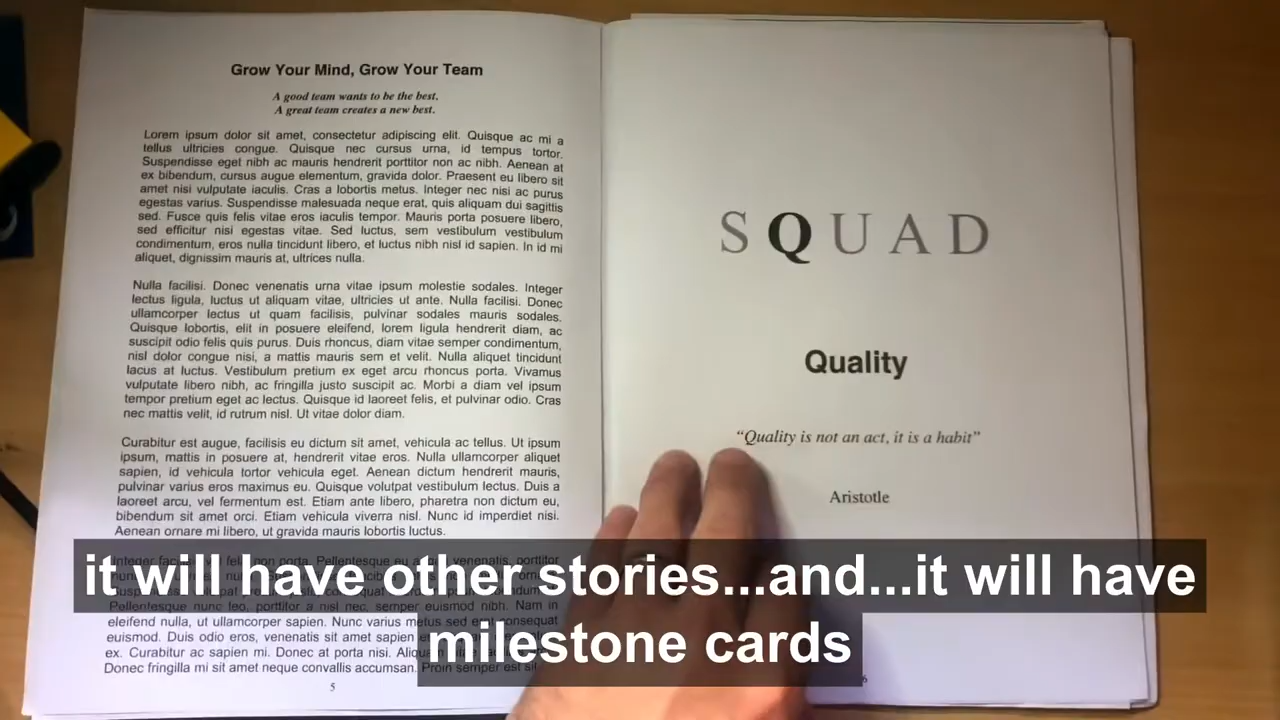 Grow Your Mind, Grow Your Team
A good team wants to be the best,
A great team creates a new best.
Lorem ipsum dolor sit amet, consectetur adipiscing elit. Quisque ac mi a
tellus ultricies congue. Quisque nec cursus urna, id tempus tortor.
Suspendisse eget nibh ac mauris hendrerit porttitor non ac nibh. Aenean at
ex bibendum, cursus augue elementum, gravida dolor. Praesent eu libero sit
amet nisi vulputate iaculis. Cras a lobortis metus. Integer nec nisi ac purus
egestas varius. Suspendisse malesuada neque erat, quis aliquam dui sagittis
sed. Fusce quis felis vitae eros iaculis tempor. Mauris porta posuere libero,
sed efficitur nisi egestas vitae. Sed luctus, sem vestibulum vestibulum
condimentum, eros nulla tincidunt libero, et luctus nibh nisl id sapien. In id mi
aliquet, dignissim mauris at, ultrices nulla.
Nulla facilisi. Donec venenatis urna vitae ipsum molestie sodales. Integer
lectus ligula, luctus ut aliquam vitae, ultricies ut ante. Nulla facilisi. Donec
ullamcorper lectus ut quam facilisis, pulvinar sodales mauris sodales.
Quisque lobortis, elit in posuere eleifend, lorem ligula hendrerit diam, ac
suscipit odio felis quis purus. Duis rhoncus, diam vitae semper condimentum,
nisl dolor congue nisi, a mattis mauris sem et velit. Nulla aliquet tincidunt
lacus at luctus. Vestibulum pretium ex eget arcu rhoncus porta. Vivamus
vulputate libero nibh, ac fringilla justo suscipit ac. Morbi a diam vel ipsum
tempor pretium eget ac lectus. Quisque id laoreet felis, et pulvinar odio. Cras
nec mattis velit, id rutrum nisl. Ut vitae dolor diam.
Curabitur est augue, facilisis eu dictum sit amet, vehicula ac tellus. Ut ipsum
ipsum, mattis in posuere at, hendrerit vitae eros. Nulla ullamcorper aliquet
sapien, id vehicula tortor vehicula eget. Aenean dictum hendrerit mauris,
pulvinar varius eros maximus eu. Quisque volutpat vestibulum lectus. Duis a
laoreet arcu, vel fermentum est. Etiam ante libero, pharetra non dictum eu,
bibendum sit amet orci. Etiam vehicula viverra nisl. Nunc id imperdiet nisi.
Aenean ornare mi libero, ut gravida mauris lobortis luctus.
Pellentesque nunc leo, porttitor a nisl nec, semper euismod nibh. Nam in
eleifend nulla, ut ullamcorper sapien. Nunc varius metus sed consequat
euismod. Duis odio eros, venenatis sit amet sapien
ex. Curabitur ac sapien mi. Donec at porta nisi.
Donec fringilla mi sit amet neque convallis accumsan. Proin semper est sit
5
SQUAD
Quality
“Quality is not an act, it is a habit”
Aristotle
6
it will have other stories...and...it will have
milestone cards